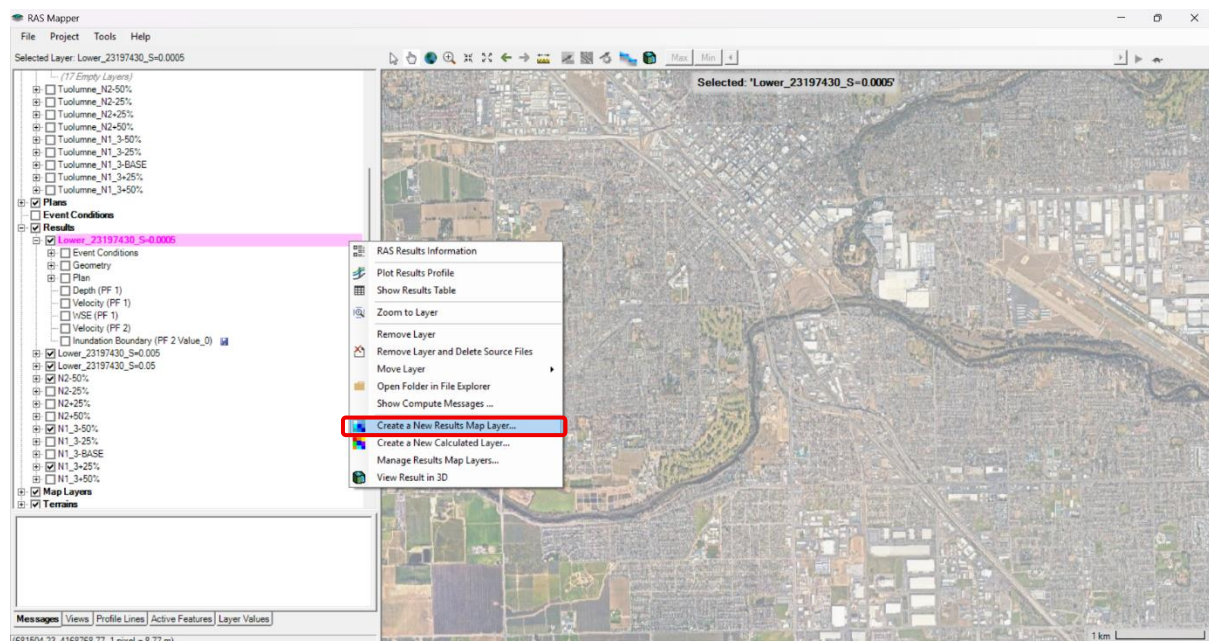 RAS Mapper
File Project Tools Help
Selected Layer: Lower_23197430_S=0.0005
Max Min
(17 Empty Layers)
Tuolumne_N2-50%
Tuolumne_N2-25%
Tuolumne_N2+25%
Tuolumne_N2+50%
Tuolumne_N1_3-50%
Tuolumne_N1_3-25%
Tuolumne_N1_3-BASE
Tuolumne_N1_3+25%
Tuolumne_N1_3+50%
Plans
Event Conditions
Results
Lower_23197430_S=0.0005
Event Conditions
Geometry
Plan
Depth (PF 1)
Velocity (PF 1)
WSE (PF 1)
Velocity (PF 2)
Inundation Boundary (PF 2 Value_0)
Lower_23197430_S=0.005
Lower_23197430_S=0.05
N2-50%
N2-25%
N2+25%
N2+50%
N1_3-50%
N1_3-25%
N1_3-BASE
N1_3+25%
N1_3+50%
Map Layers
Terrains
RAS Results Information
Plot Results Profile
Show Results Table
Zoom to Layer
Remove Layer
Remove Layer and Delete Source Files
Move Layer
Open Folder in File Explorer
Show Compute Messages ...
Create a New Results Map Layer...
Create a New Calculated Layer...
Manage Results Map Layers...
View Result in 3D
Selected: 'Lower_23197430_S=0.0005'
Messages Views Profile Lines Active Features Layer Values
1 km